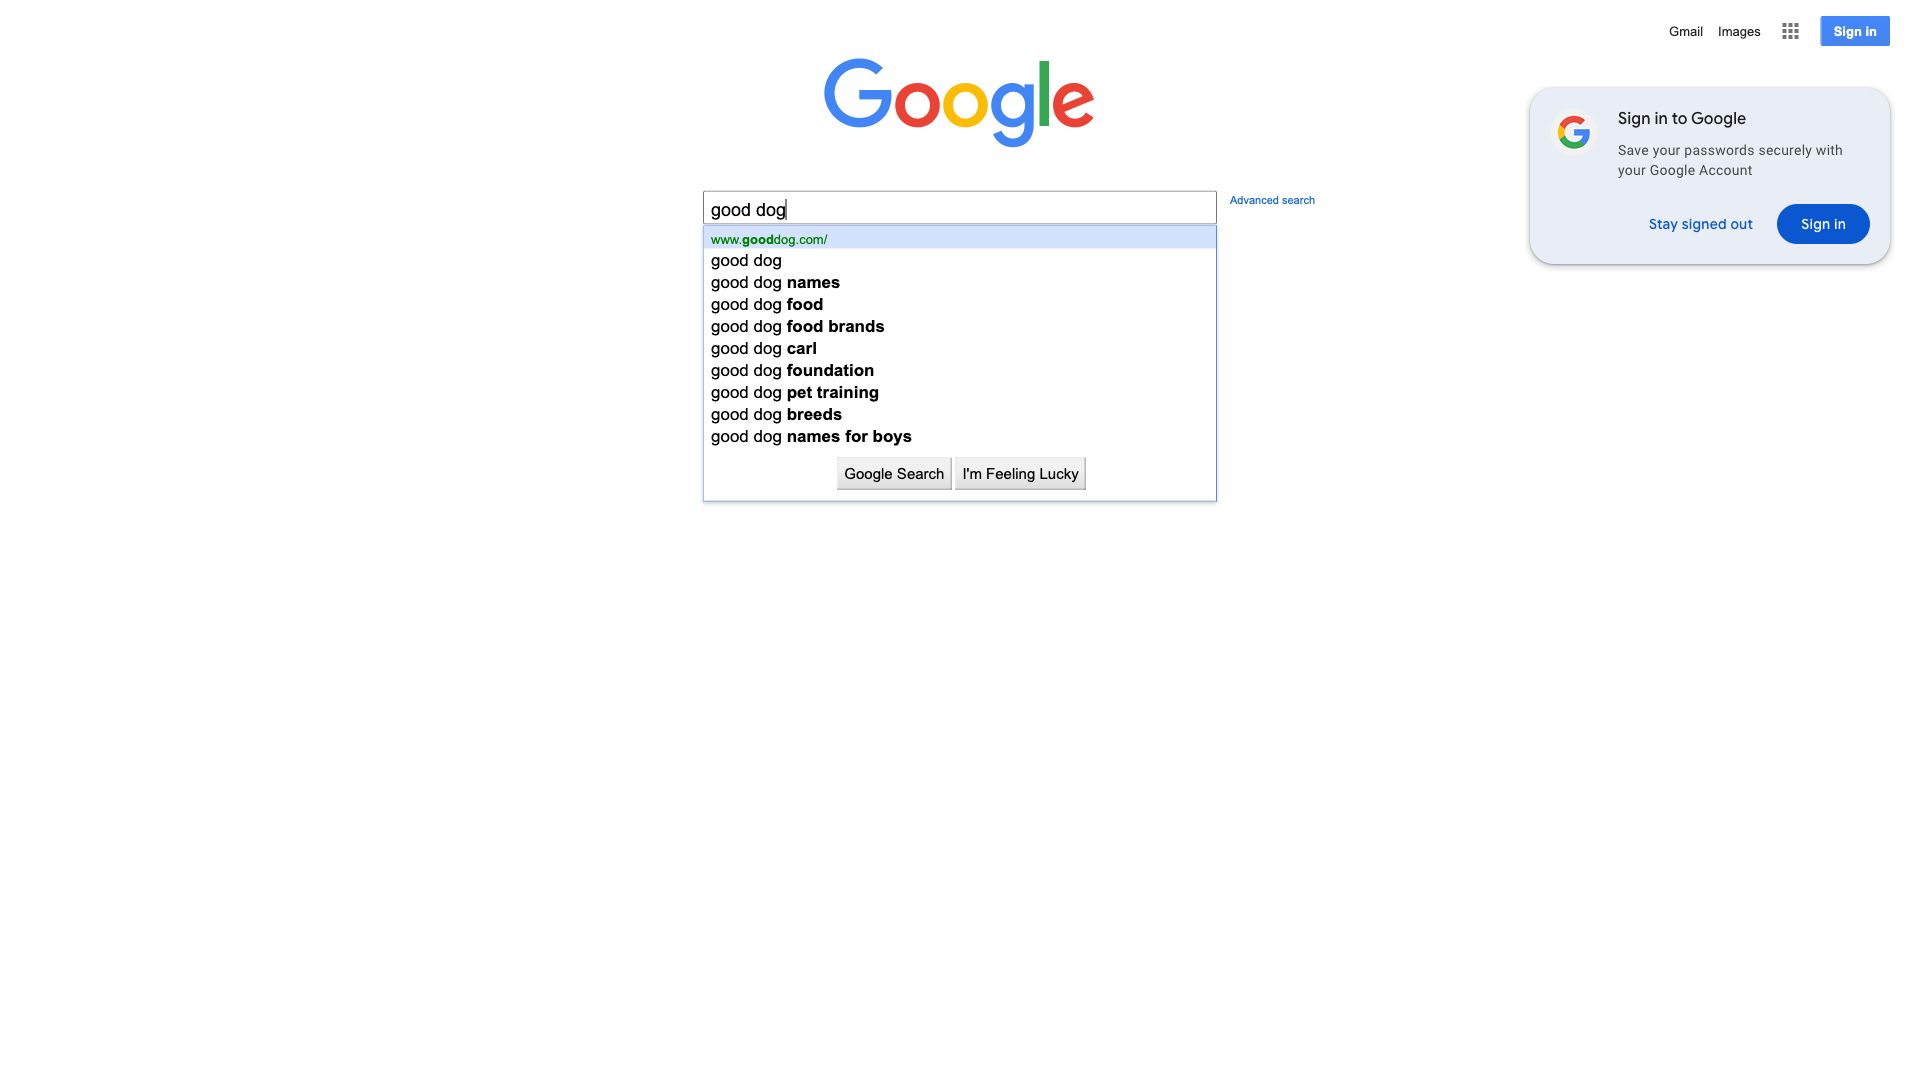 Gmail Images Sign in
Google
Sign in to Google
Save your passwords securely with
your Google Account
Stay signed out Sign in
good dog
Advanced search
www.gooddog.com/
good dog
good dog names
good dog food
good dog food brands
good dog carl
good dog foundation
good dog pet training
good dog breeds
good dog names for boys
Google Search I'm Feeling Lucky